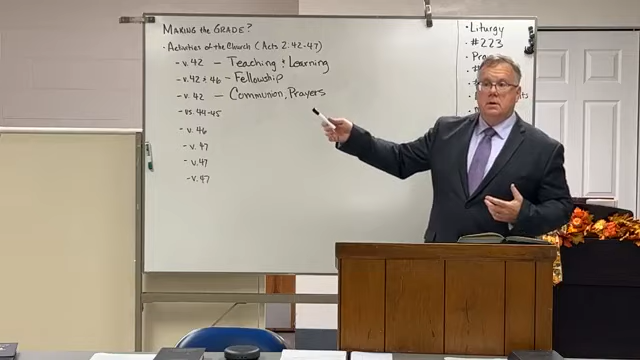 MAKING THE GRADE?
• Activities of the Church (Acts 2:42-47)
- v.42 — Teaching & Learning
- v.42 & 46 - Fellowship
- v.42 — Communion, Prayers
- vs. 44-45
- v. 46
- v. 47
- v. 47
- v. 47
• Liturgy
• #223